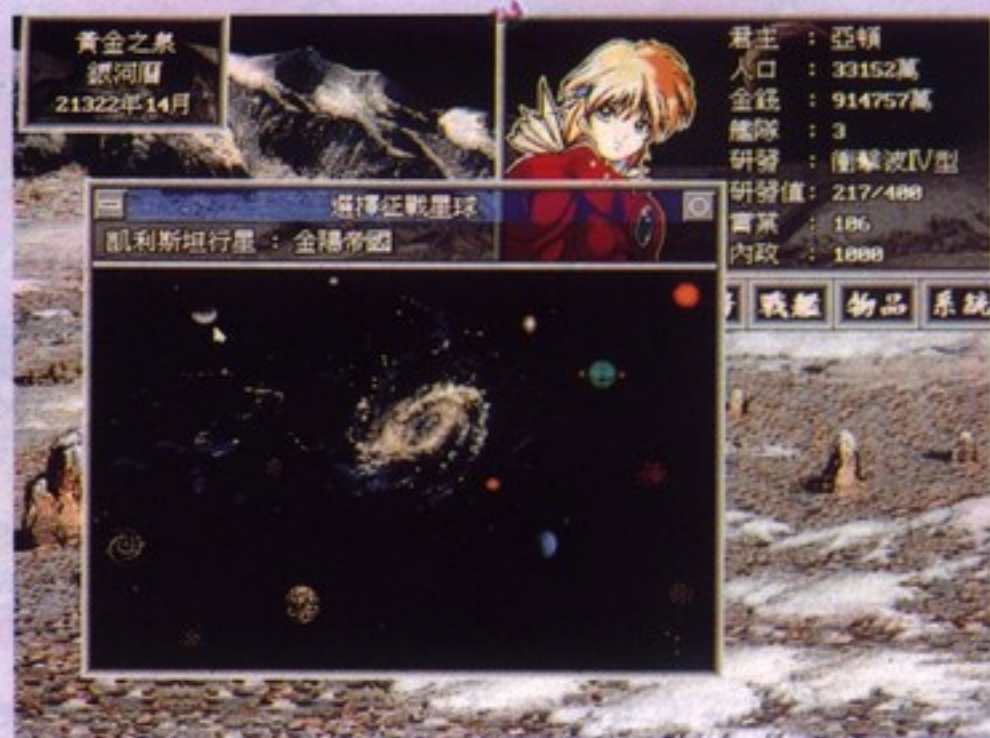 黃金之泉
銀河曆
21322年14月
君主 : 亞頓
人口 : 33152萬
金錢 : 914757萬
艦隊 : 3
研發 : 衝擊波IV型
研發值: 217/400
富業 : 106
內政 : 1000
選擇征戰星球
凱利斯坦行星 : 金陽帝國
戰艦 物品 系統